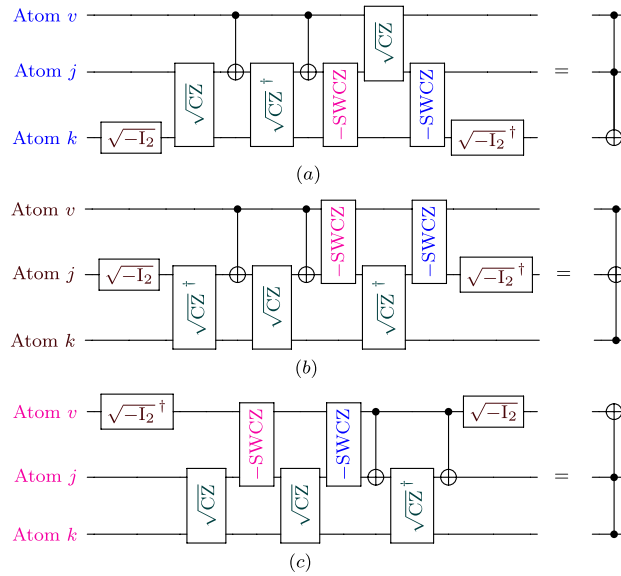 Atom v
Atom j √CZ √CZ† −SWCZ √CZ −SWCZ =
Atom k √−I₂ √−I₂†
(a)
Atom v −SWCZ −SWCZ
Atom j √−I₂ √−I₂† =
Atom k √CZ† √CZ √CZ†
(b)
Atom v √−I₂† −SWCZ −SWCZ √−I₂
Atom j √CZ √CZ √CZ† =
Atom k
(c)